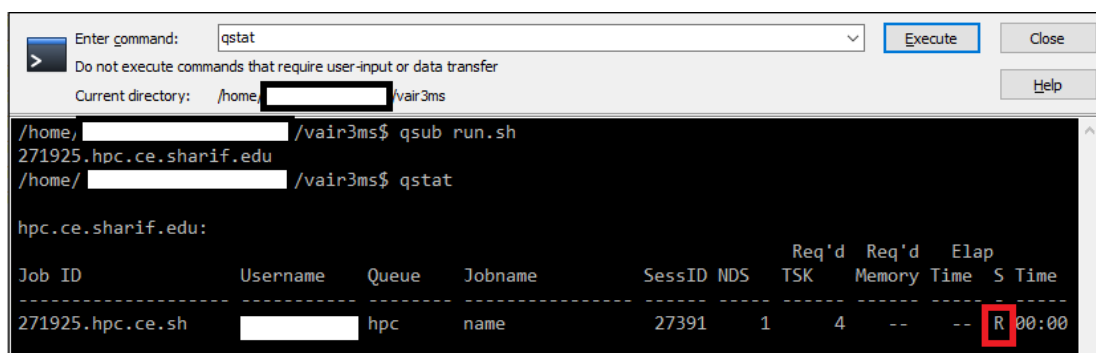 Enter command: qstat Execute Close
Do not execute commands that require user-input or data transfer
Current directory: /home/ /vair3ms Help
/home/ /vair3ms$ qsub run.sh
271925.hpc.ce.sharif.edu
/home/ /vair3ms$ qstat
hpc.ce.sharif.edu:
Req'd Req'd Elap
Job ID Username Queue Jobname SessID NDS TSK Memory Time S Time
-------------------- ----------- -------- ---------------- ------ ----- ------ ------ ----- - -----
271925.hpc.ce.sh hpc name 27391 1 4 -- -- R 00:00